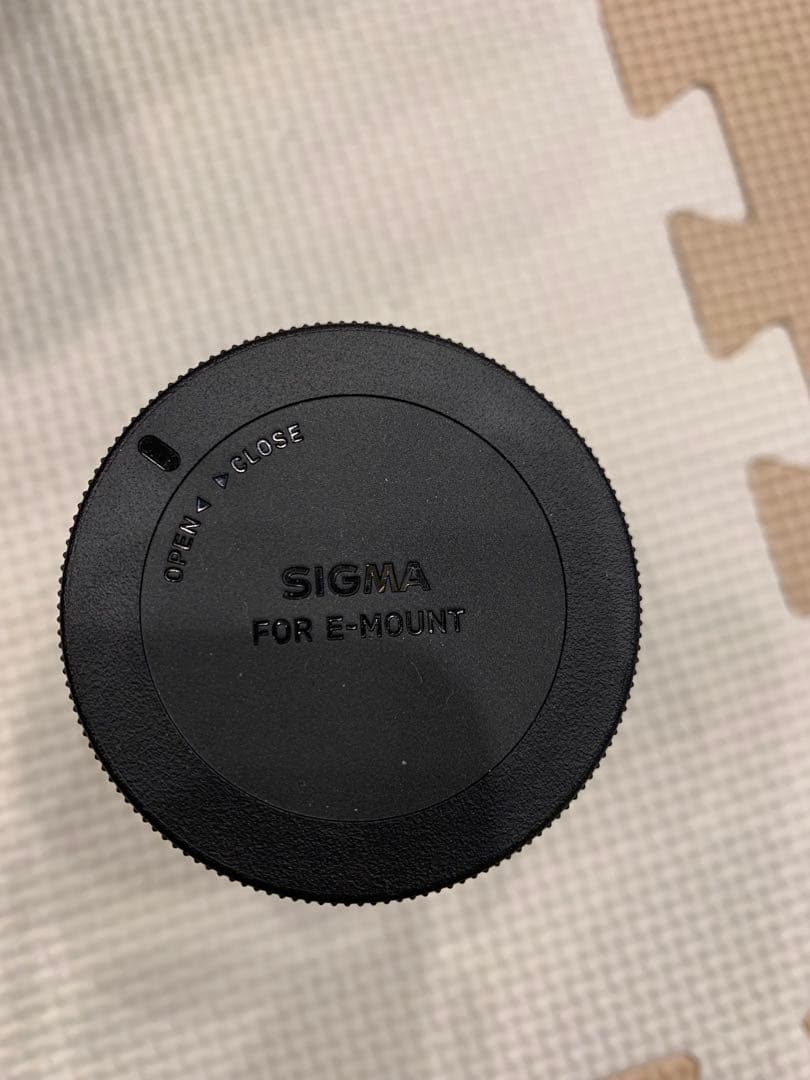 OPEN ◀ ▶ CLOSE
SIGMA
FOR E-MOUNT